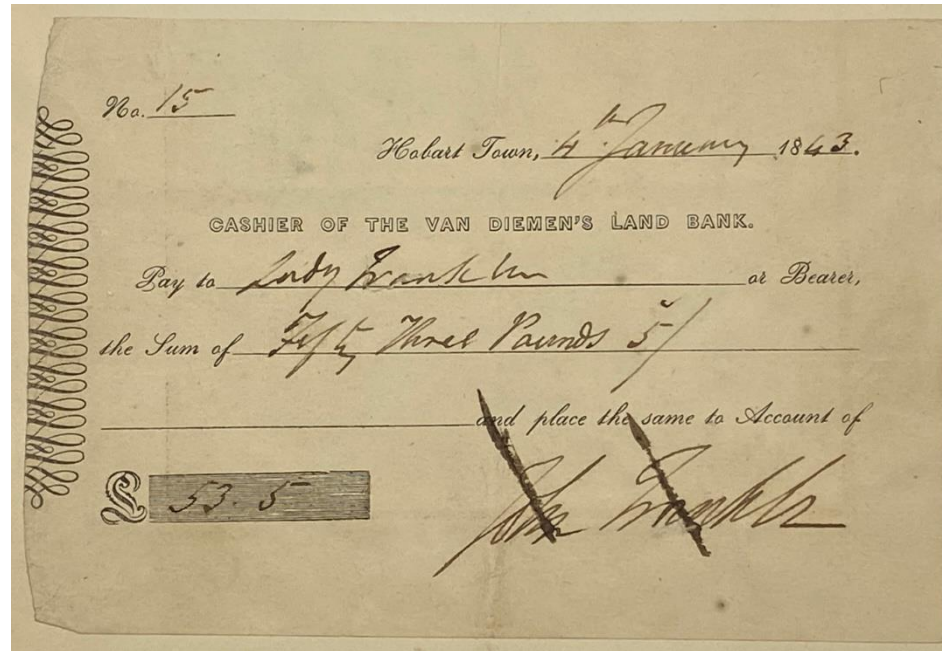 No. 15
Hobart Town, 4th January 1843.
CASHIER OF THE VAN DIEMEN'S LAND BANK.
Pay to Lady Franklin or Bearer,
the Sum of Fifty Three Pounds 5/
and place the same to Account of
£ 53. 5
John Franklin